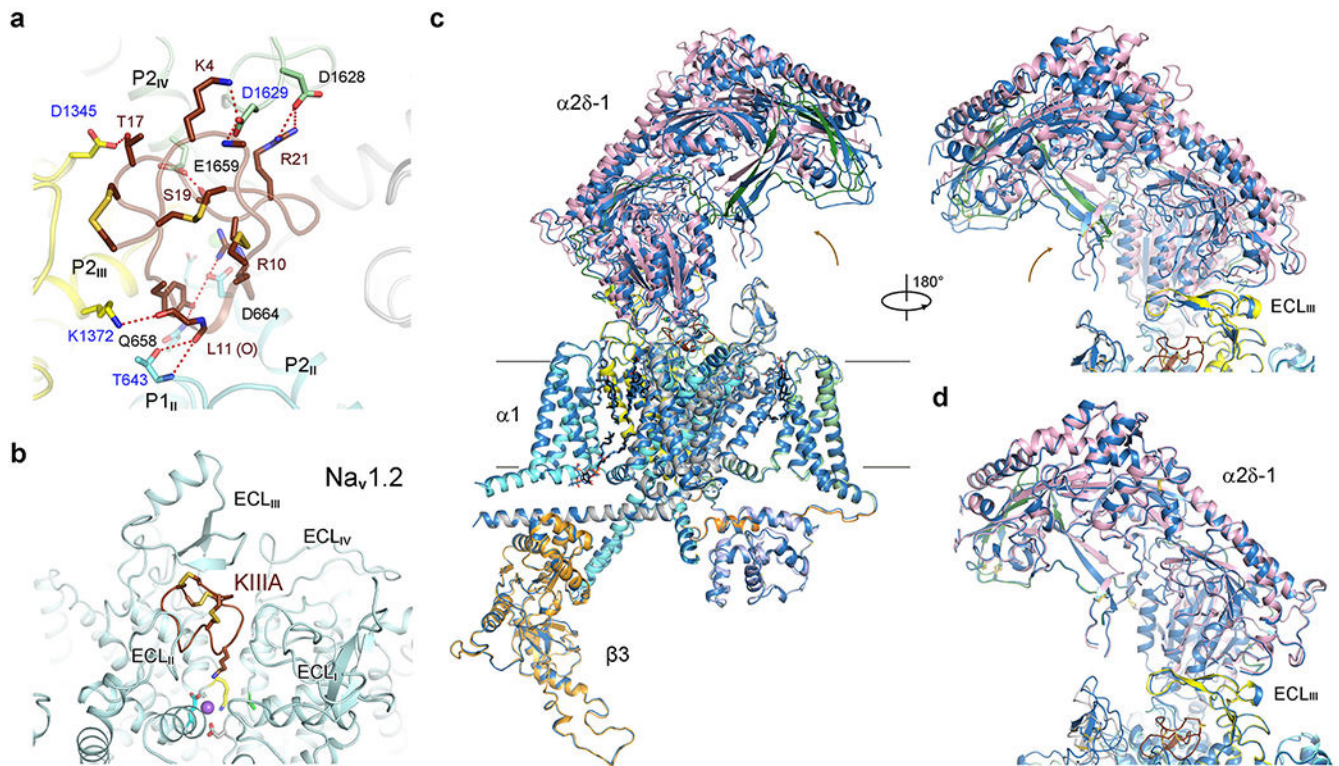 a
K4
P2IV
D1629
D1628
D1345
T17
E1659
R21
S19
P2III
R10
D664
K1372
Q658
L11 (O)
T643
P2II
P1II
b
Nav1.2
ECLIII
ECLIV
KIIIA
ECLII
ECLI
c
α2δ-1
180°
ECLIII
α1
β3
d
α2δ-1
ECLIII